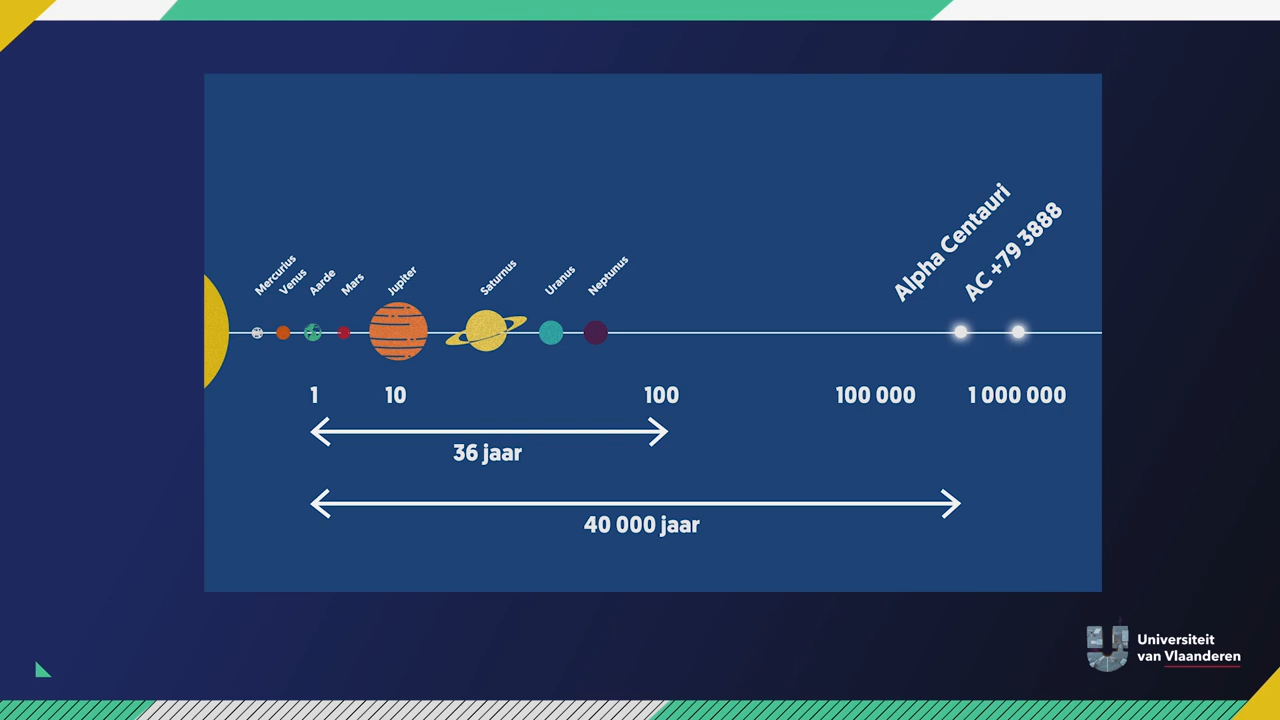 Mercurius
Venus
Aarde
Mars
Jupiter
Saturnus
Uranus
Neptunus
Alpha Centauri
AC +79 3888
1
10
100
100 000
1 000 000
36 jaar
40 000 jaar
Universiteit
van Vlaanderen